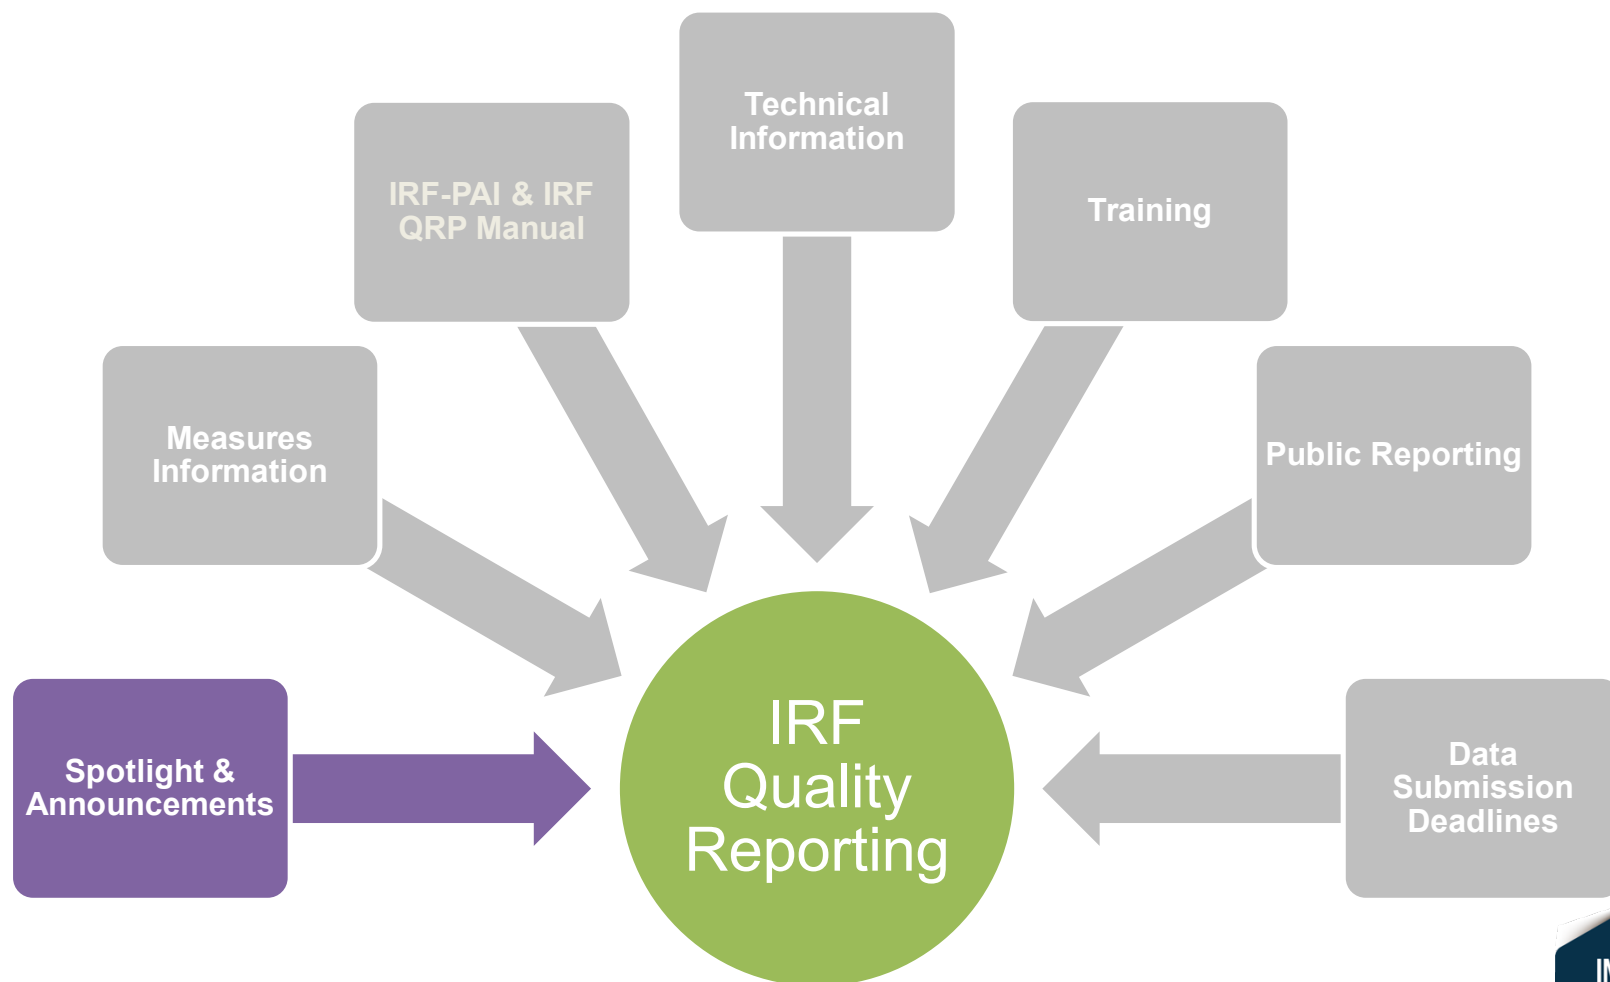 Technical
Information
IRF-PAI & IRF
QRP Manual
Training
Measures
Information
Public Reporting
Spotlight &
Announcements
IRF
Quality
Reporting
Data
Submission
Deadlines